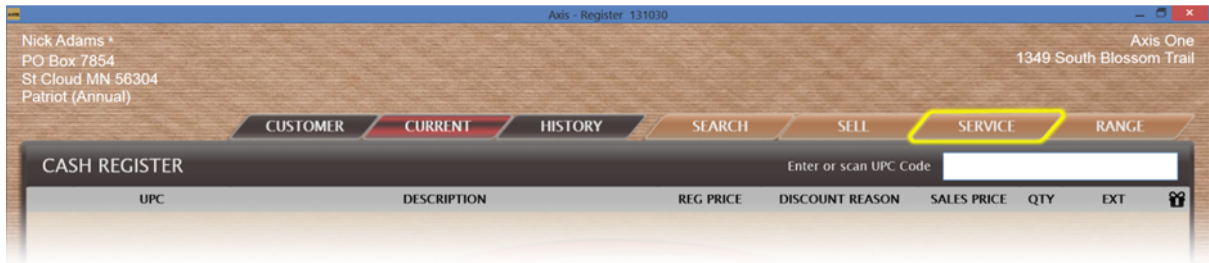 Axis - Register 131030
Nick Adams *
PO Box 7854
St Cloud MN 56304
Patriot (Annual)
Axis One
1349 South Blossom Trail
CUSTOMER CURRENT HISTORY SEARCH SELL SERVICE RANGE
CASH REGISTER Enter or scan UPC Code
UPC DESCRIPTION REG PRICE DISCOUNT REASON SALES PRICE QTY EXT